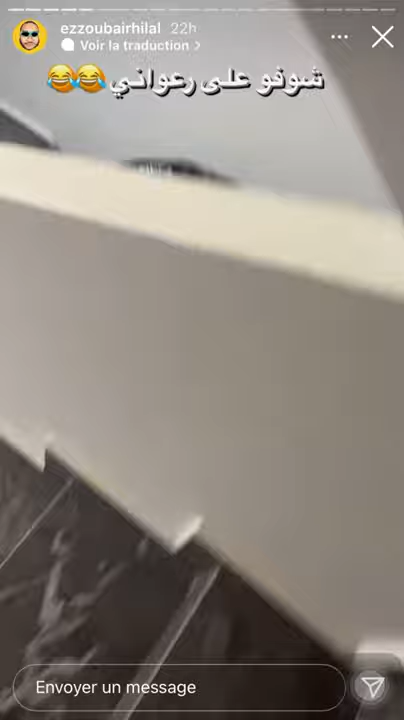 ezzoubairhilal 22h
Voir la traduction
شوفو على رعواني 😂😂
Envoyer un message